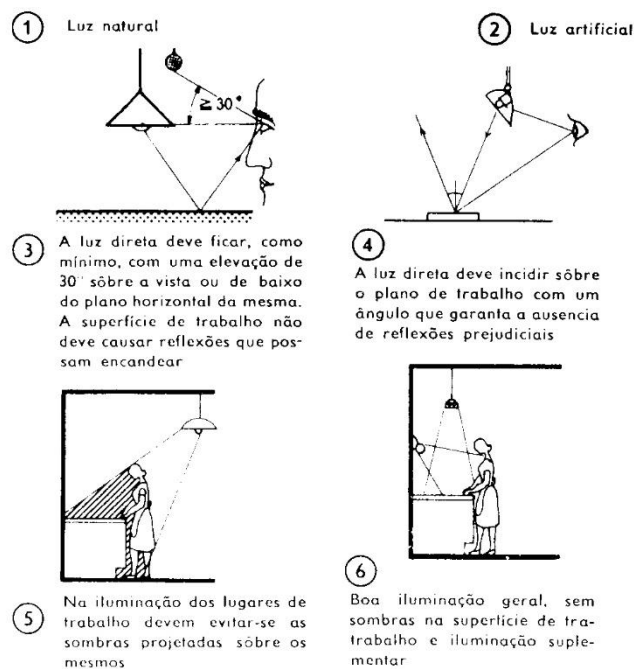 1 Luz natural
2 Luz artificial
≧ 30°
3 A luz direta deve ficar, como
mínimo, com uma elevação de
30° sôbre a vista ou de baixo
do plano horizontal da mesma.
A superfície de trabalho não
deve causar reflexões que pos-
sam encandear
4
A luz direta deve incidir sôbre
o plano de trabalho com um
ângulo que garanta a ausencia
de reflexões prejudiciais
5 Na iluminação dos lugares de
trabalho devem evitar-se as
sombras projetadas sôbre os
mesmos
6
Boa iluminação geral, sem
sombras na superfície de tra-
trabalho e iluminação suple-
mentar